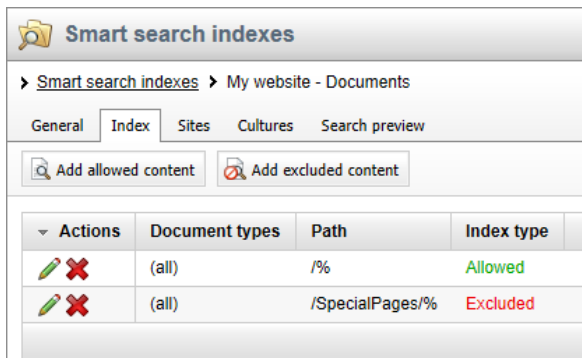 Smart search indexes
Smart search indexes > My website - Documents
General Index Sites Cultures Search preview
Add allowed content Add excluded content
Actions Document types Path Index type
(all) /% Allowed
(all) /SpecialPages/% Excluded